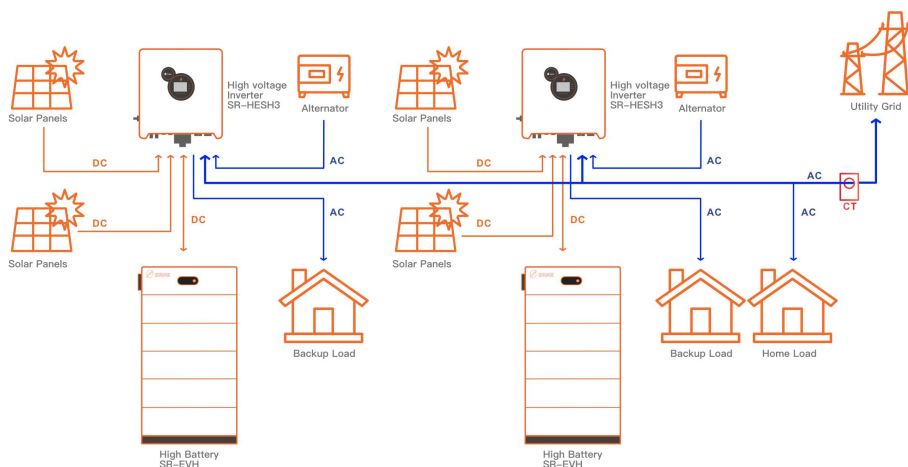 Solar Panels
High voltage
Inverter
SR-HESH3
Alternator
Solar Panels
High voltage
Inverter
SR-HESH3
Alternator
Utility Grid
DC
AC
DC
AC
AC
CT
DC
DC
AC
DC
DC
AC
AC
Solar Panels
Solar Panels
Backup Load
Backup Load
Home Load
High Battery
SR-EVH
High Battery
SR-EVH